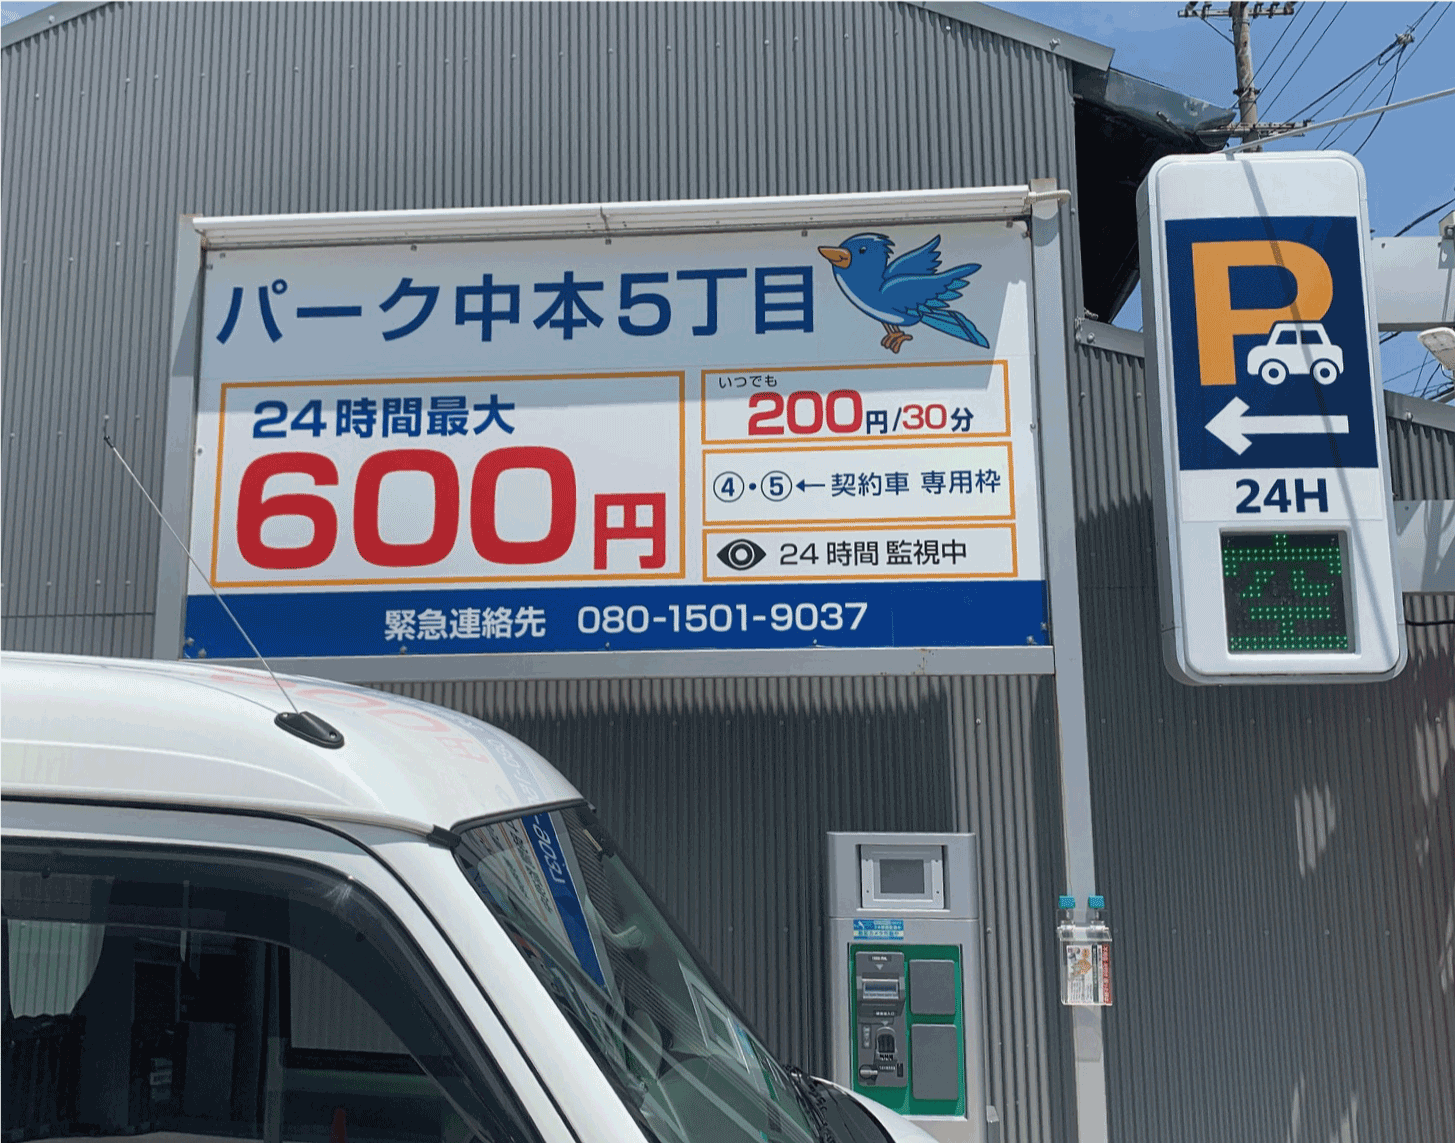 パーク中本5丁目
24時間最大
600円
いつでも
200円/30分
④・⑤←契約車 専用枠
24時間 監視中
緊急連絡先 080-1501-9037
P
24H
空